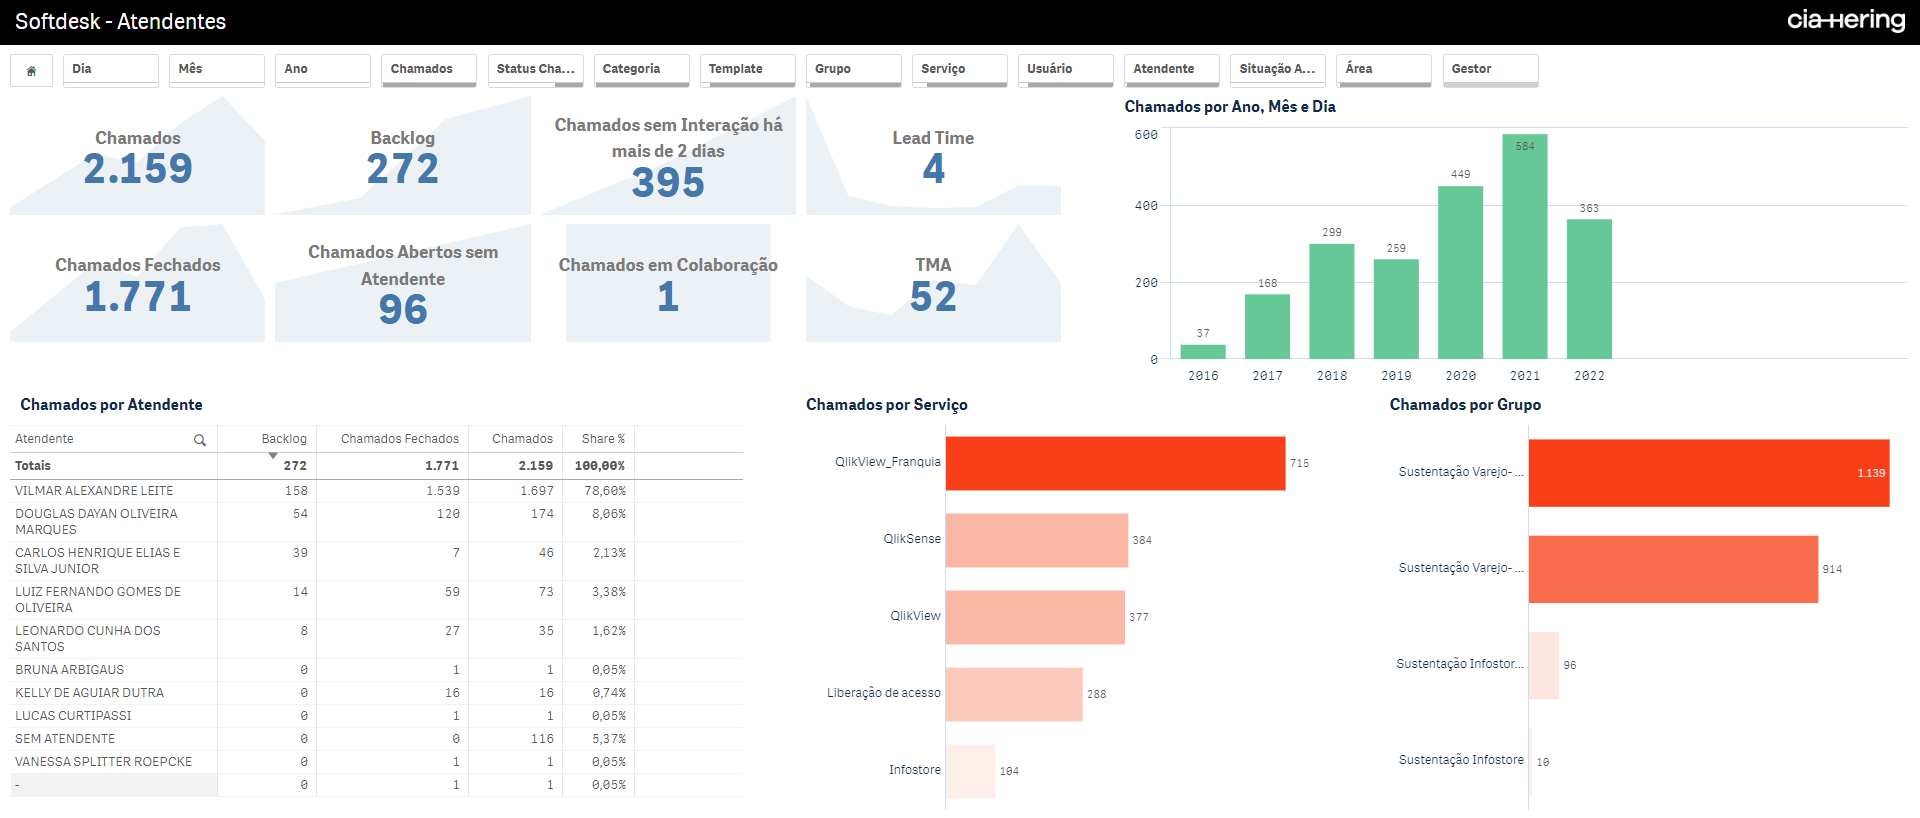 Softdesk - Atendentes
cia-Hering
Dia
Mês
Ano
Chamados
Status Cha...
Categoria
Template
Grupo
Serviço
Usuário
Atendente
Situação A...
Área
Gestor
Chamados
2.159
Backlog
272
Chamados sem Interação há
mais de 2 dias
395
Lead Time
4
Chamados Fechados
1.771
Chamados Abertos sem
Atendente
96
Chamados em Colaboração
1
TMA
52
Chamados por Ano, Mês e Dia
600
400
200
0
37
168
299
259
449
584
363
2016 2017 2018 2019 2020 2021 2022
Chamados por Atendente
Atendente Backlog Chamados Fechados Chamados Share %
Totais 272 1.771 2.159 100,00%
VILMAR ALEXANDRE LEITE 158 1.539 1.697 78,60%
DOUGLAS DAYAN OLIVEIRA 54 120 174 8,06%
MARQUES
CARLOS HENRIQUE ELIAS E 39 7 46 2,13%
SILVA JUNIOR
LUIZ FERNANDO GOMES DE 14 59 73 3,38%
OLIVEIRA
LEONARDO CUNHA DOS 8 27 35 1,62%
SANTOS
BRUNA ARBIGAUS 0 1 1 0,05%
KELLY DE AGUIAR DUTRA 0 16 16 0,74%
LUCAS CURTIPASSI 0 1 1 0,05%
SEM ATENDENTE 0 0 116 5,37%
VANESSA SPLITTER ROEPCKE 0 1 1 0,05%
- 0 1 1 0,05%
Chamados por Serviço
QlikView_Franquia 715
QlikSense 384
QlikView 377
Liberação de acesso 288
Infostore 104
Chamados por Grupo
Sustentação Varejo- ... 1.139
Sustentação Varejo- ... 914
Sustentação Infostor... 96
Sustentação Infostore 10